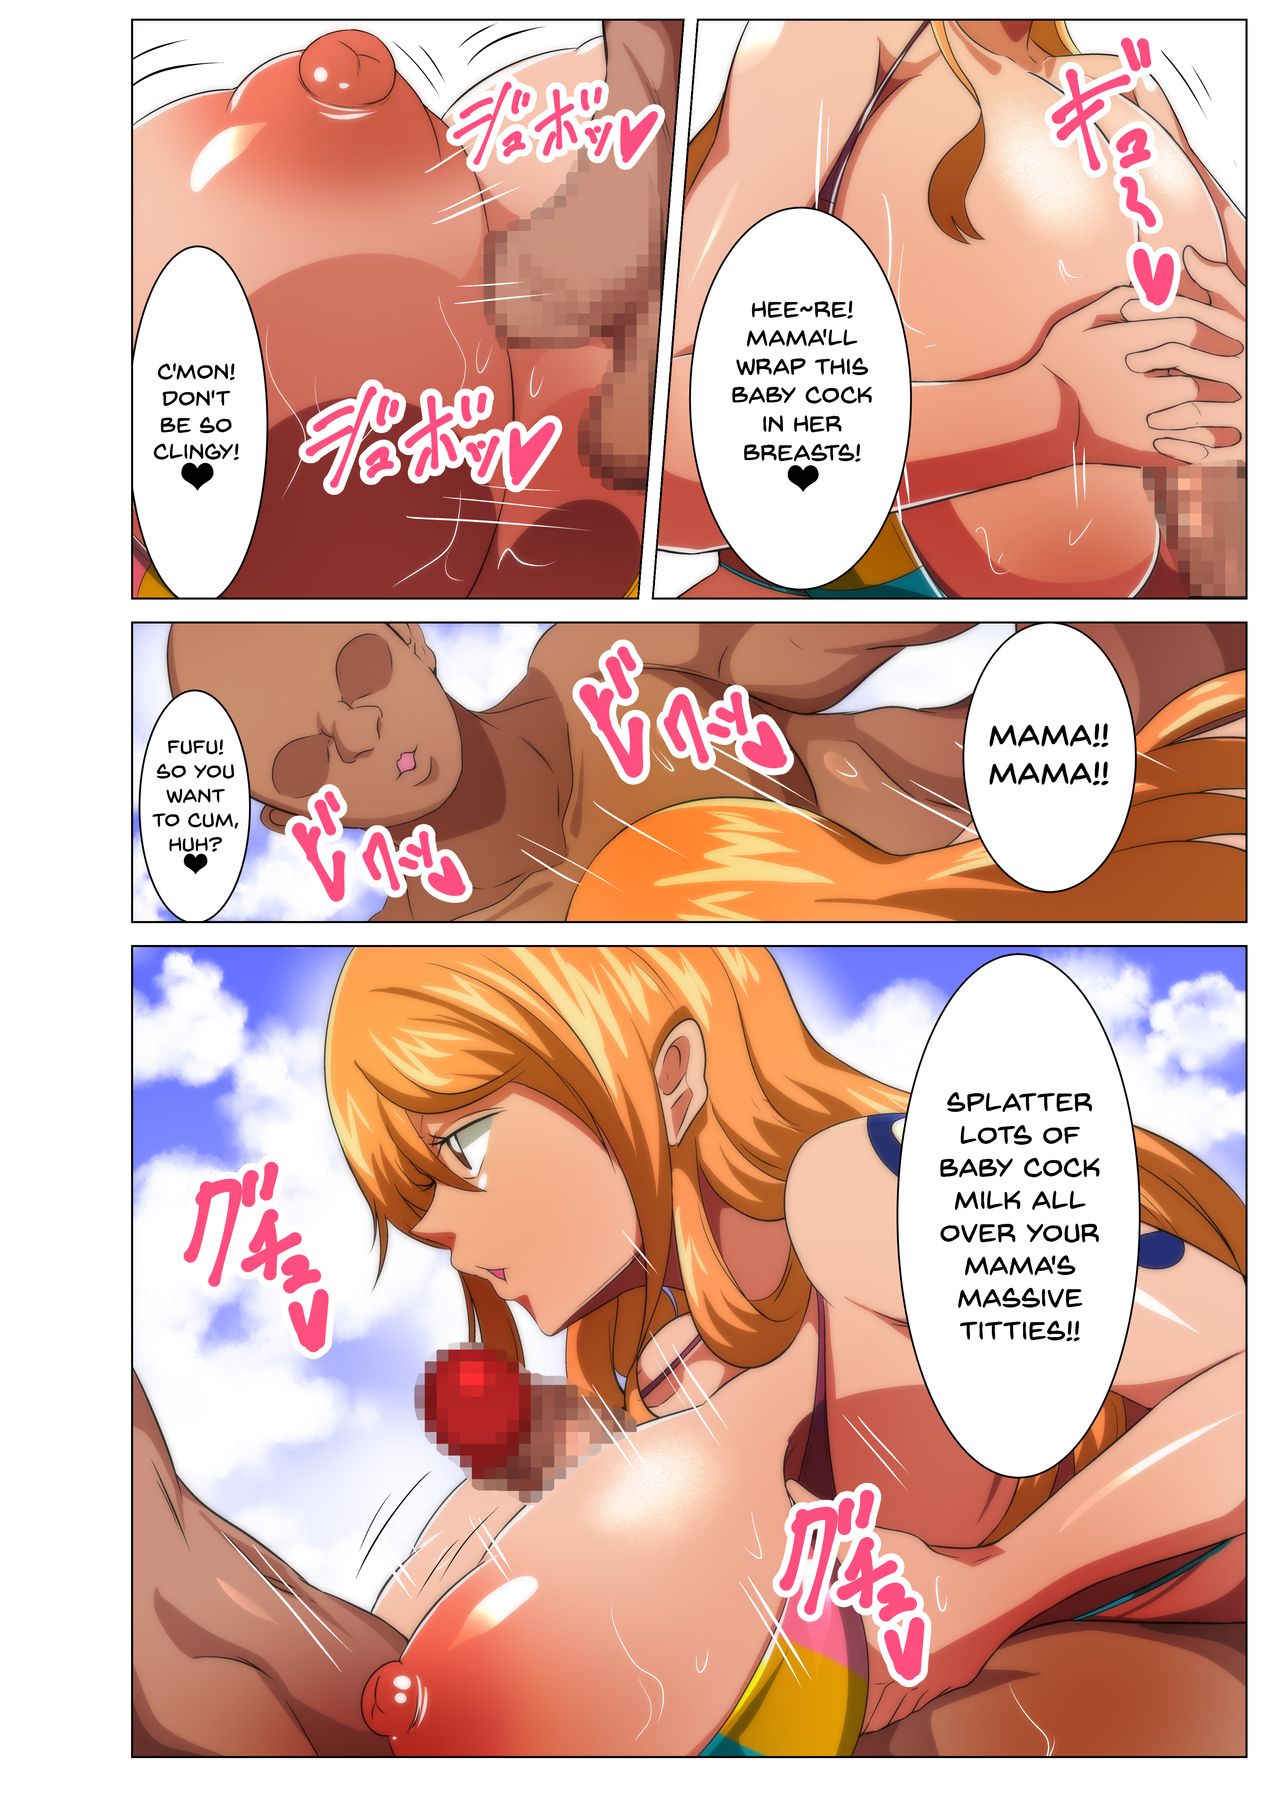 HEE~RE!
MAMA'LL
WRAP THIS
BABY COCK
IN HER
BREASTS!
♥
ギュ~♥
ジュボッ♥
ジュボッ♥
C'MON!
DON'T
BE SO
CLINGY!
♥
MAMA!!
MAMA!!
ビクッ♥
ビクッ♥
FUFU!
SO YOU
WANT
TO CUM,
HUH?
♥
SPLATTER
LOTS OF
BABY COCK
MILK ALL
OVER YOUR
MAMA'S
MASSIVE
TITTIES!!
グチュ♥
グチュ♥